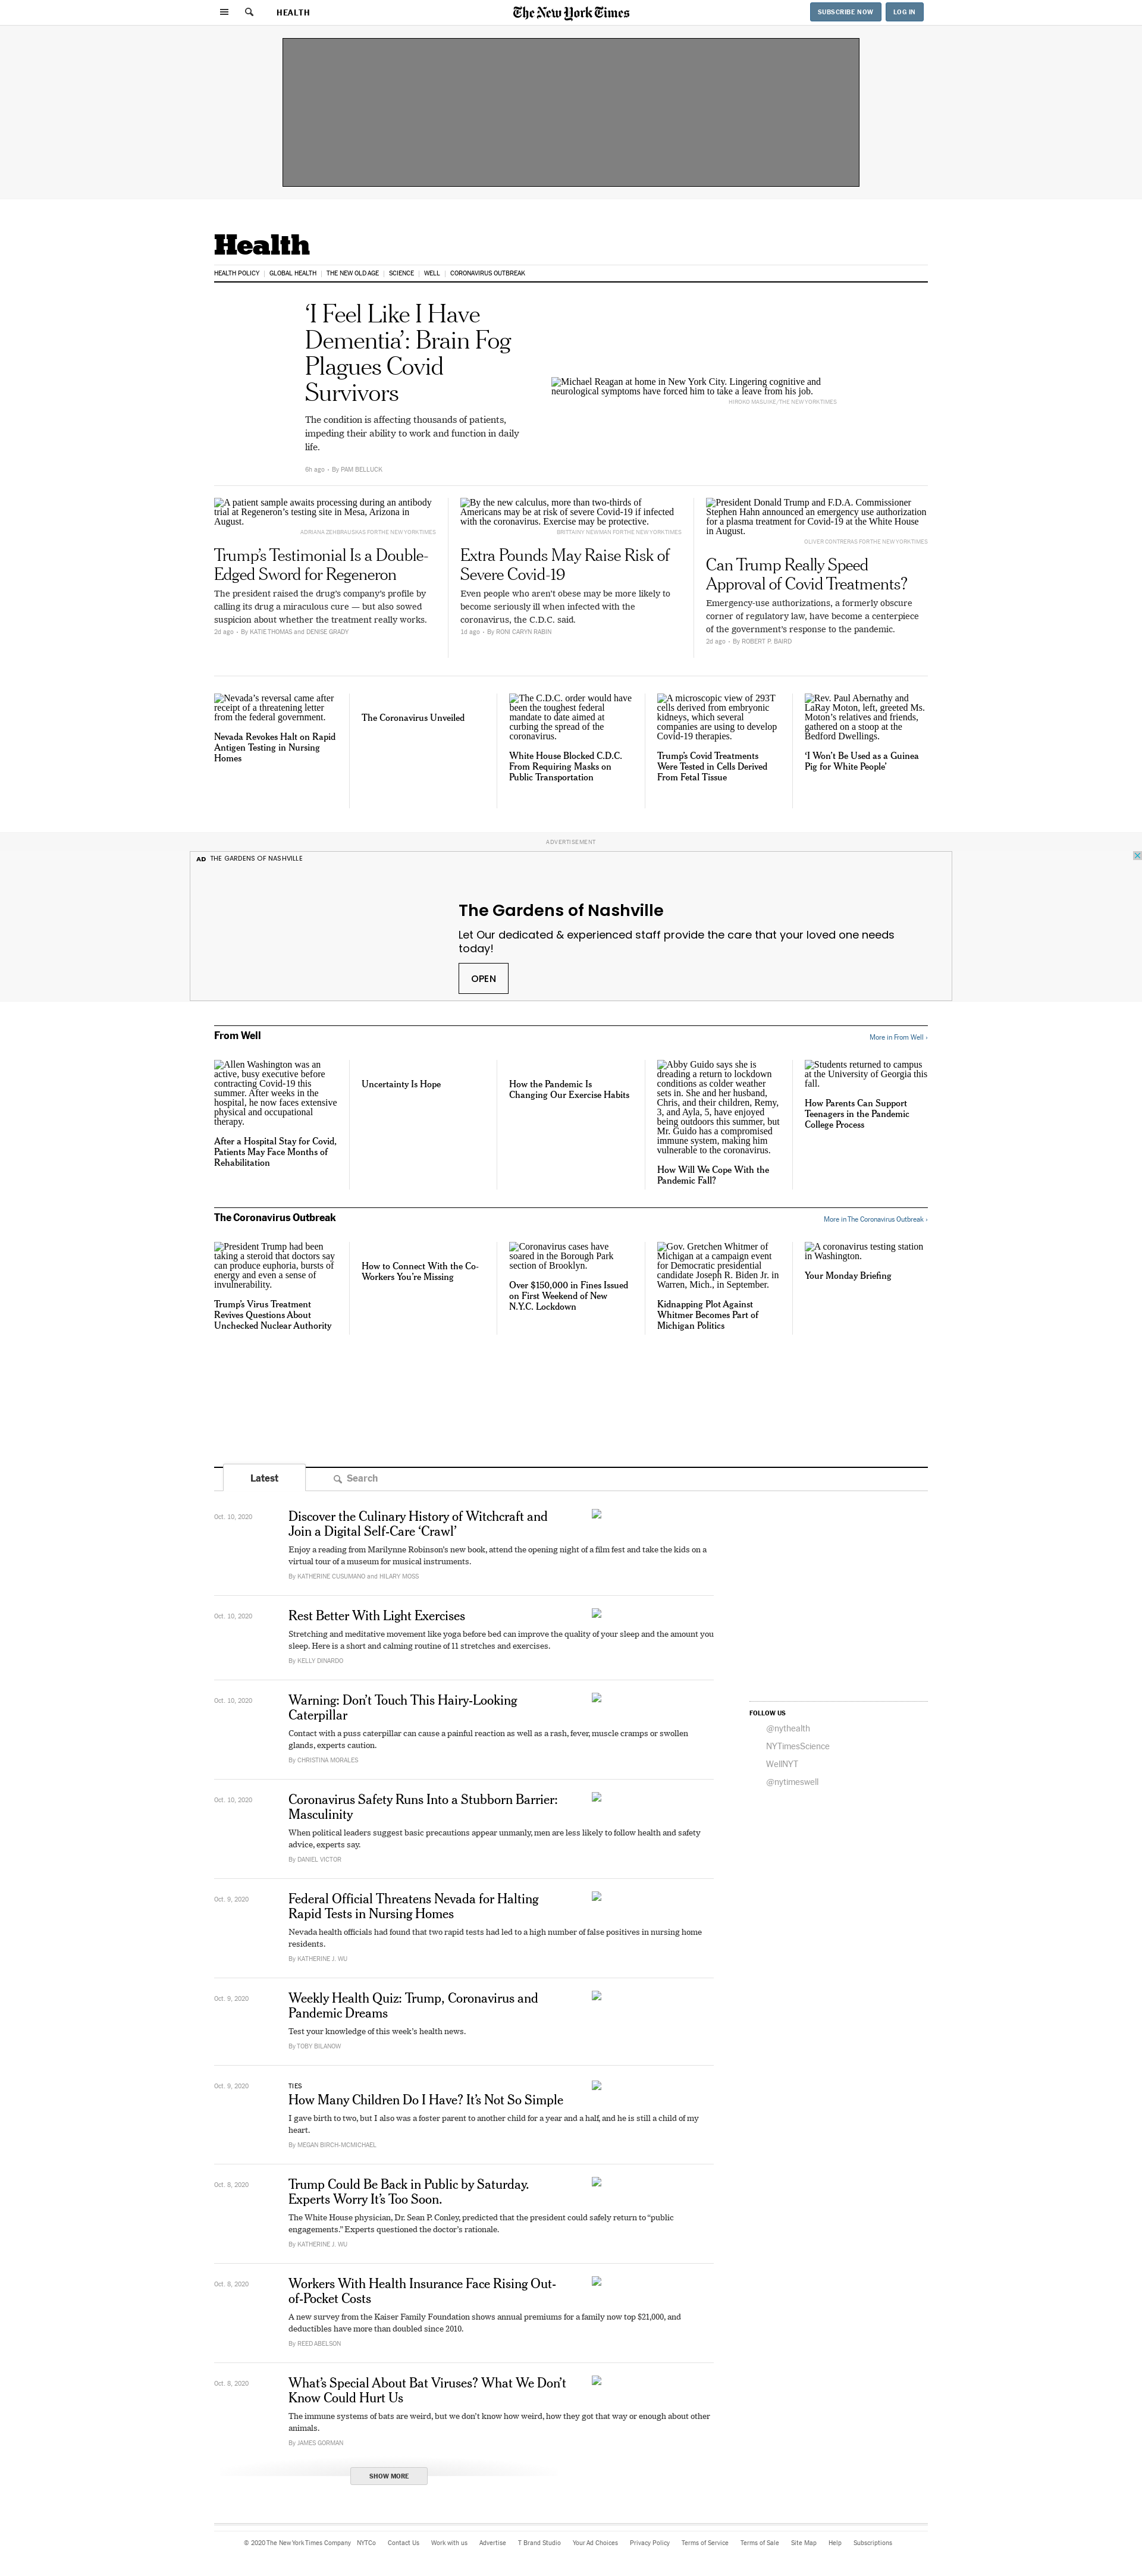 HEALTH
The New York Times
SUBSCRIBE NOW
LOG IN
Health
HEALTH POLICY
GLOBAL HEALTH
THE NEW OLD AGE
SCIENCE
WELL
CORONAVIRUS OUTBREAK
‘I Feel Like I Have
Dementia’: Brain Fog
Plagues Covid
Survivors
The condition is affecting thousands of patients,
impeding their ability to work and function in daily
life.
6h ago · By PAM BELLUCK
Michael Reagan at home in New York City. Lingering cognitive and
neurological symptoms have forced him to take a leave from his job.
HIROKO MASUIKE/THE NEW YORK TIMES
A patient sample awaits processing during an antibody
trial at Regeneron’s testing site in Mesa, Arizona in
August.
ADRIANA ZEHBRAUSKAS FOR THE NEW YORK TIMES
Trump’s Testimonial Is a Double-
Edged Sword for Regeneron
The president raised the drug’s company’s profile by
calling its drug a miraculous cure — but also sowed
suspicion about whether the treatment really works.
2d ago · By KATIE THOMAS and DENISE GRADY
By the new calculus, more than two-thirds of
Americans may be at risk of severe Covid-19 if infected
with the coronavirus. Exercise may be protective.
BRITTAINY NEWMAN FOR THE NEW YORK TIMES
Extra Pounds May Raise Risk of
Severe Covid-19
Even people who aren’t obese may be more likely to
become seriously ill when infected with the
coronavirus, the C.D.C. said.
1d ago · By RONI CARYN RABIN
President Donald Trump and F.D.A. Commissioner
Stephen Hahn announced an emergency use authorization
for a plasma treatment for Covid-19 at the White House
in August.
OLIVER CONTRERAS FOR THE NEW YORK TIMES
Can Trump Really Speed
Approval of Covid Treatments?
Emergency-use authorizations, a formerly obscure
corner of regulatory law, have become a centerpiece
of the government’s response to the pandemic.
2d ago · By ROBERT P. BAIRD
Nevada’s reversal came after
receipt of a threatening letter
from the federal government.
Nevada Revokes Halt on Rapid
Antigen Testing in Nursing
Homes
The Coronavirus Unveiled
The C.D.C. order would have
been the toughest federal
mandate to date aimed at
curbing the spread of the
coronavirus.
White House Blocked C.D.C.
From Requiring Masks on
Public Transportation
A microscopic view of 293T
cells derived from embryonic
kidneys, which several
companies are using to develop
Covid-19 therapies.
Trump’s Covid Treatments
Were Tested in Cells Derived
From Fetal Tissue
Rev. Paul Abernathy and
LaRay Moton, left, greeted Ms.
Moton’s relatives and friends,
gathered on a stoop at the
Bedford Dwellings.
‘I Won’t Be Used as a Guinea
Pig for White People’
ADVERTISEMENT
AD THE GARDENS OF NASHVILLE
The Gardens of Nashville
Let Our dedicated & experienced staff provide the care that your loved one needs
today!
OPEN
From Well
More in From Well ›
Allen Washington was an
active, busy executive before
contracting Covid-19 this
summer. After weeks in the
hospital, he now faces extensive
physical and occupational
therapy.
After a Hospital Stay for Covid,
Patients May Face Months of
Rehabilitation
Uncertainty Is Hope
How the Pandemic Is
Changing Our Exercise Habits
Abby Guido says she is
dreading a return to lockdown
conditions as colder weather
sets in. She and her husband,
Chris, and their children, Remy,
3, and Ayla, 5, have enjoyed
being outdoors this summer, but
Mr. Guido has a compromised
immune system, making him
vulnerable to the coronavirus.
How Will We Cope With the
Pandemic Fall?
Students returned to campus
at the University of Georgia this
fall.
How Parents Can Support
Teenagers in the Pandemic
College Process
The Coronavirus Outbreak
More in The Coronavirus Outbreak ›
President Trump had been
taking a steroid that doctors say
can produce euphoria, bursts of
energy and even a sense of
invulnerability.
Trump’s Virus Treatment
Revives Questions About
Unchecked Nuclear Authority
How to Connect With the Co-
Workers You’re Missing
Coronavirus cases have
soared in the Borough Park
section of Brooklyn.
Over $150,000 in Fines Issued
on First Weekend of New
N.Y.C. Lockdown
Gov. Gretchen Whitmer of
Michigan at a campaign event
for Democratic presidential
candidate Joseph R. Biden Jr. in
Warren, Mich., in September.
Kidnapping Plot Against
Whitmer Becomes Part of
Michigan Politics
A coronavirus testing station
in Washington.
Your Monday Briefing
Latest
Search
Oct. 10, 2020
Discover the Culinary History of Witchcraft and
Join a Digital Self-Care ‘Crawl’
Enjoy a reading from Marilynne Robinson’s new book, attend the opening night of a film fest and take the kids on a
virtual tour of a museum for musical instruments.
By KATHERINE CUSUMANO and HILARY MOSS
Oct. 10, 2020
Rest Better With Light Exercises
Stretching and meditative movement like yoga before bed can improve the quality of your sleep and the amount you
sleep. Here is a short and calming routine of 11 stretches and exercises.
By KELLY DINARDO
Oct. 10, 2020
Warning: Don’t Touch This Hairy-Looking
Caterpillar
Contact with a puss caterpillar can cause a painful reaction as well as a rash, fever, muscle cramps or swollen
glands, experts caution.
By CHRISTINA MORALES
FOLLOW US
@nythealth
NYTimesScience
WellNYT
@nytimeswell
Oct. 10, 2020
Coronavirus Safety Runs Into a Stubborn Barrier:
Masculinity
When political leaders suggest basic precautions appear unmanly, men are less likely to follow health and safety
advice, experts say.
By DANIEL VICTOR
Oct. 9, 2020
Federal Official Threatens Nevada for Halting
Rapid Tests in Nursing Homes
Nevada health officials had found that two rapid tests had led to a high number of false positives in nursing home
residents.
By KATHERINE J. WU
Oct. 9, 2020
Weekly Health Quiz: Trump, Coronavirus and
Pandemic Dreams
Test your knowledge of this week’s health news.
By TOBY BILANOW
Oct. 9, 2020
TIES
How Many Children Do I Have? It’s Not So Simple
I gave birth to two, but I also was a foster parent to another child for a year and a half, and he is still a child of my
heart.
By MEGAN BIRCH-MCMICHAEL
Oct. 8, 2020
Trump Could Be Back in Public by Saturday.
Experts Worry It’s Too Soon.
The White House physician, Dr. Sean P. Conley, predicted that the president could safely return to “public
engagements.” Experts questioned the doctor’s rationale.
By KATHERINE J. WU
Oct. 8, 2020
Workers With Health Insurance Face Rising Out-
of-Pocket Costs
A new survey from the Kaiser Family Foundation shows annual premiums for a family now top $21,000, and
deductibles have more than doubled since 2010.
By REED ABELSON
Oct. 8, 2020
What’s Special About Bat Viruses? What We Don’t
Know Could Hurt Us
The immune systems of bats are weird, but we don’t know how weird, how they got that way or enough about other
animals.
By JAMES GORMAN
SHOW MORE
© 2020 The New York Times Company
NYTCo
Contact Us
Work with us
Advertise
T Brand Studio
Your Ad Choices
Privacy Policy
Terms of Service
Terms of Sale
Site Map
Help
Subscriptions